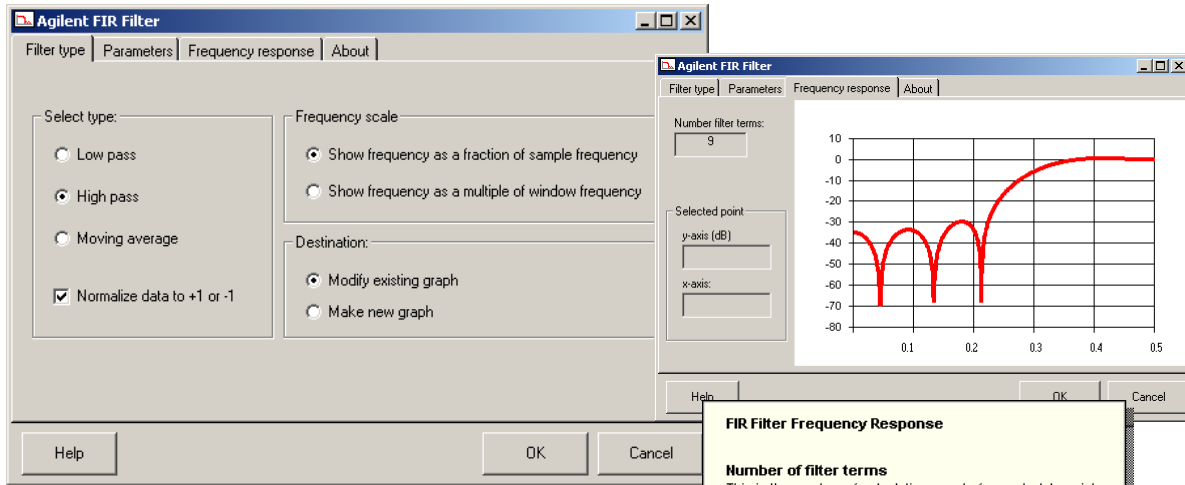 Agilent FIR Filter
Filter type Parameters Frequency response About
Select type:
Low pass
High pass
Moving average
Normalize data to +1 or -1
Frequency scale
Show frequency as a fraction of sample frequency
Show frequency as a multiple of window frequency
Destination:
Modify existing graph
Make new graph
Help OK Cancel
Agilent FIR Filter
Filter type Parameters Frequency response About
Number filter terms:
9
Selected point
y-axis (dB)
x-axis:
10
0
-10
-20
-30
-40
-50
-60
-70
-80
0.1 0.2 0.3 0.4 0.5
Help OK Cancel
FIR Filter Frequency Response
Number of filter terms